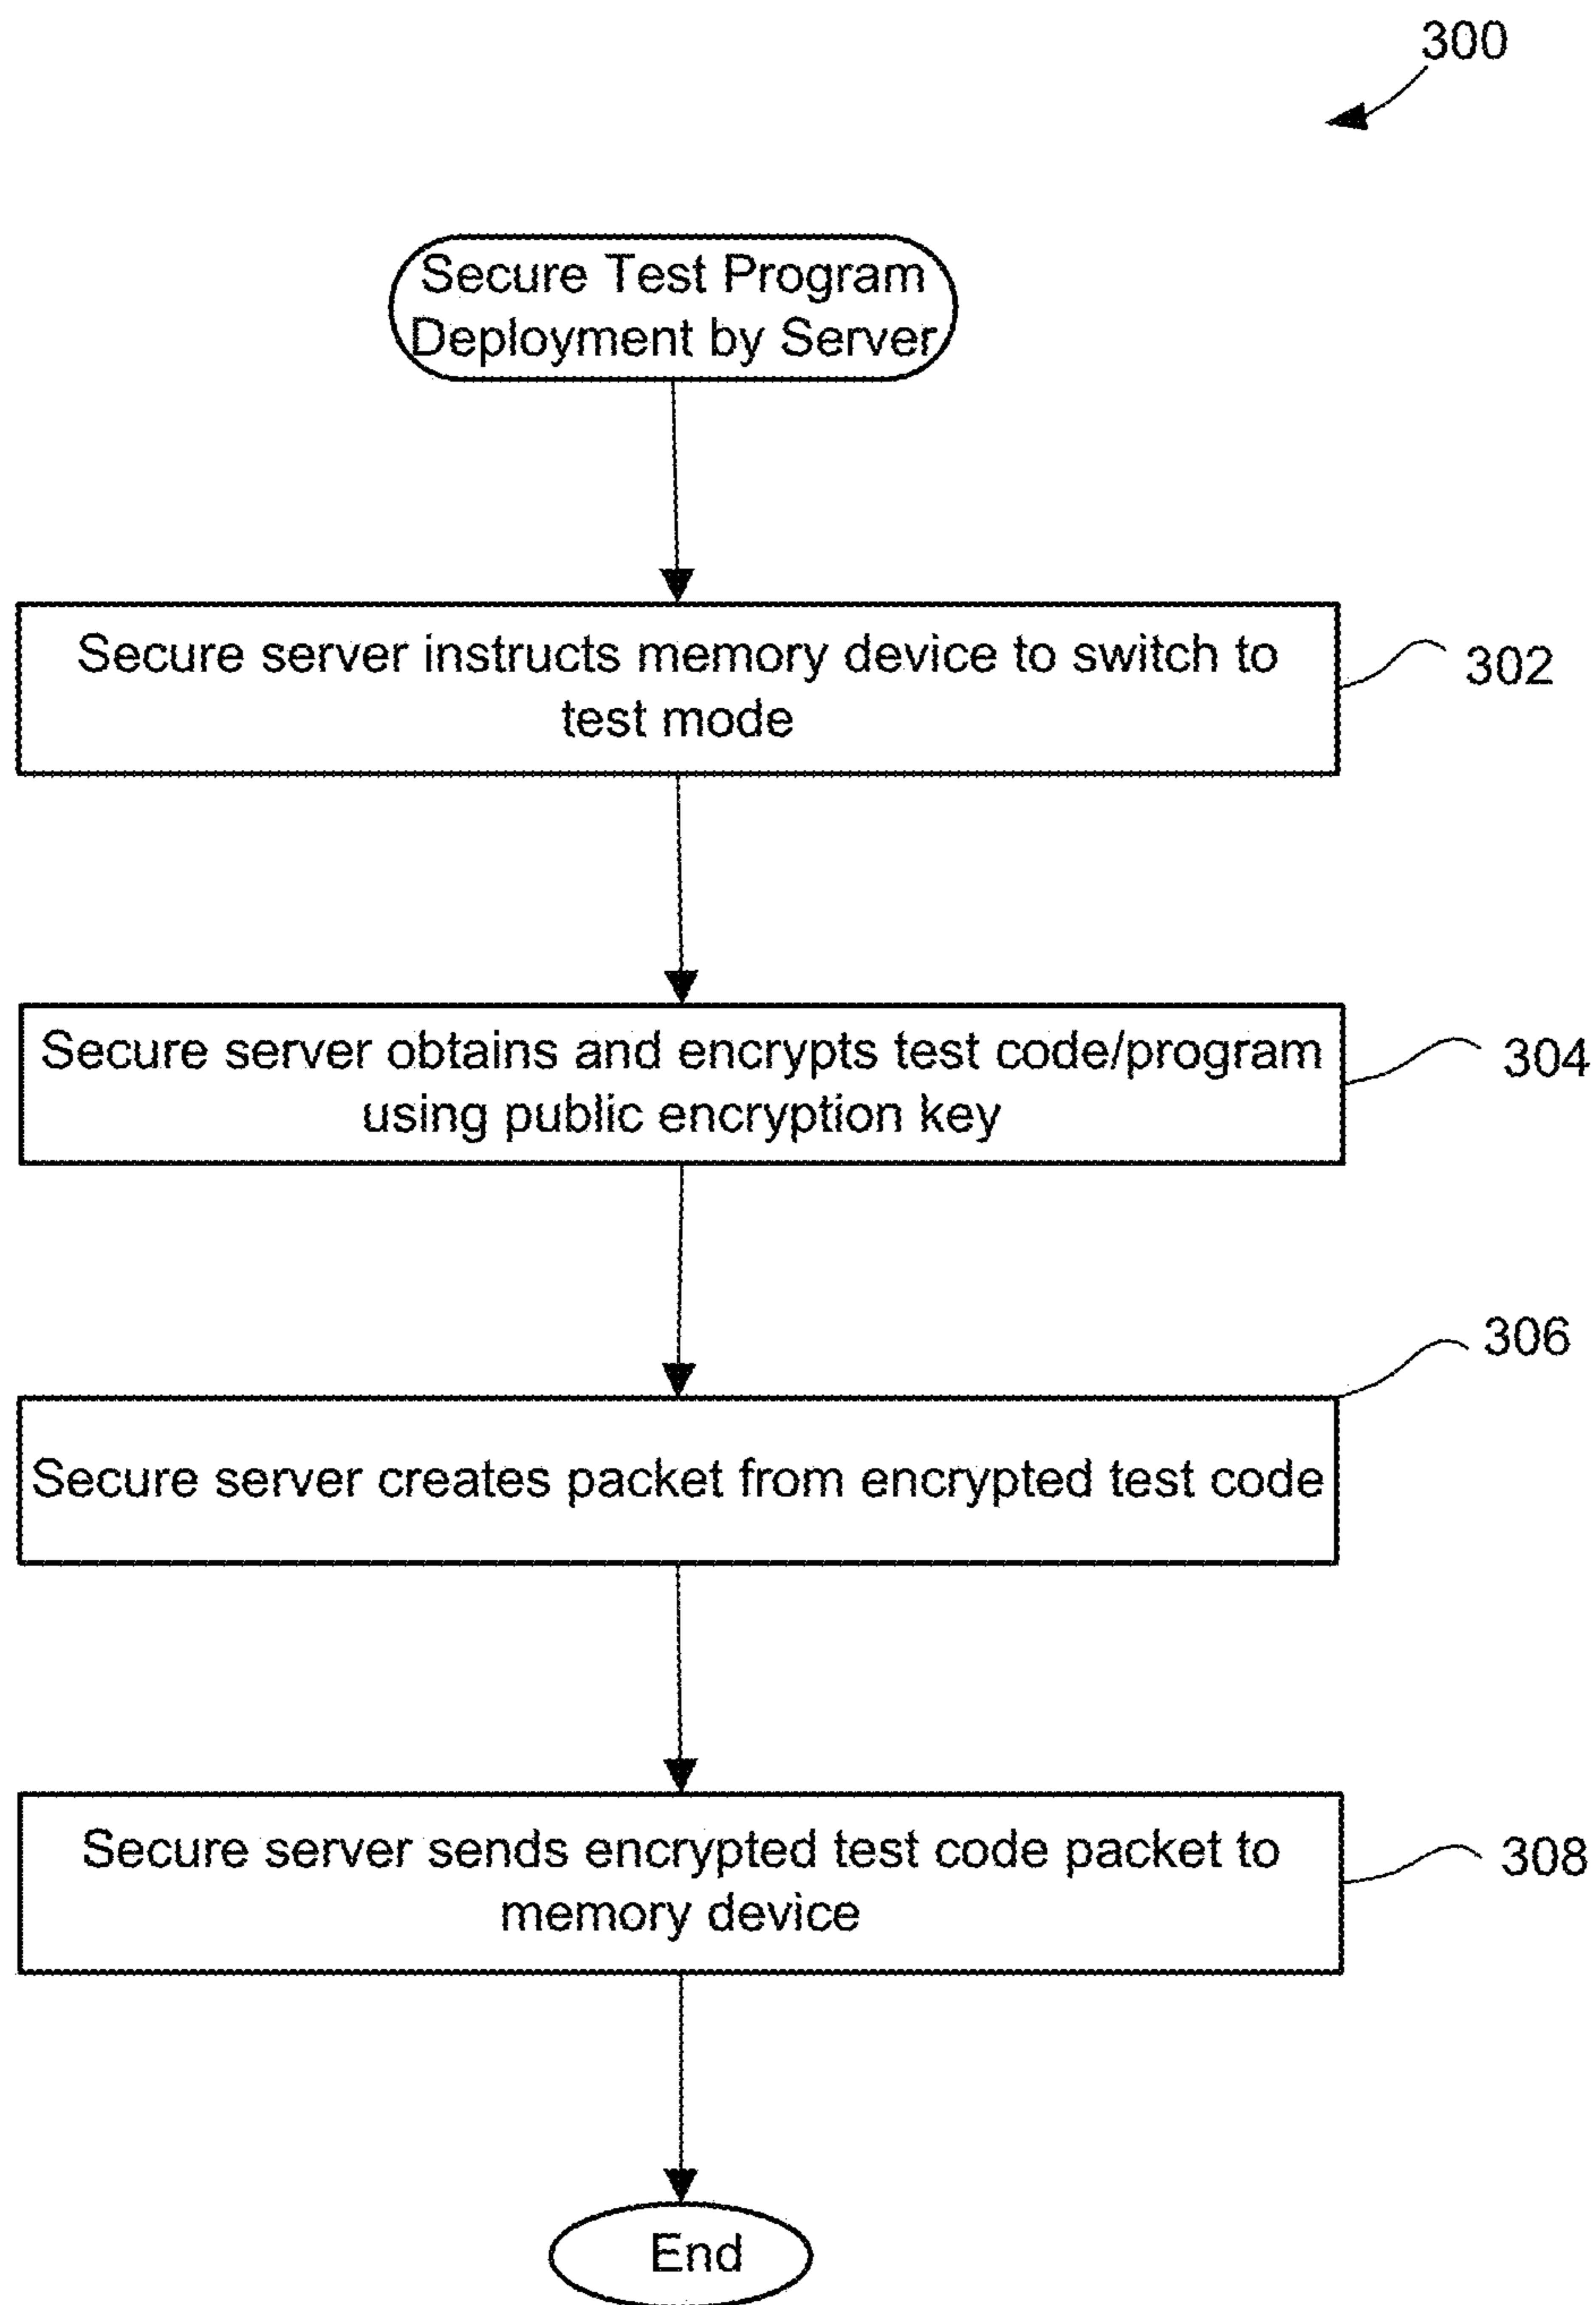 300
Secure Test Program
Deployment by Server
Secure server instructs memory device to switch to
test mode
302
Secure server obtains and encrypts test code/program
using public encryption key
304
306
Secure server creates packet from encrypted test code
Secure server sends encrypted test code packet to
memory device
308
End